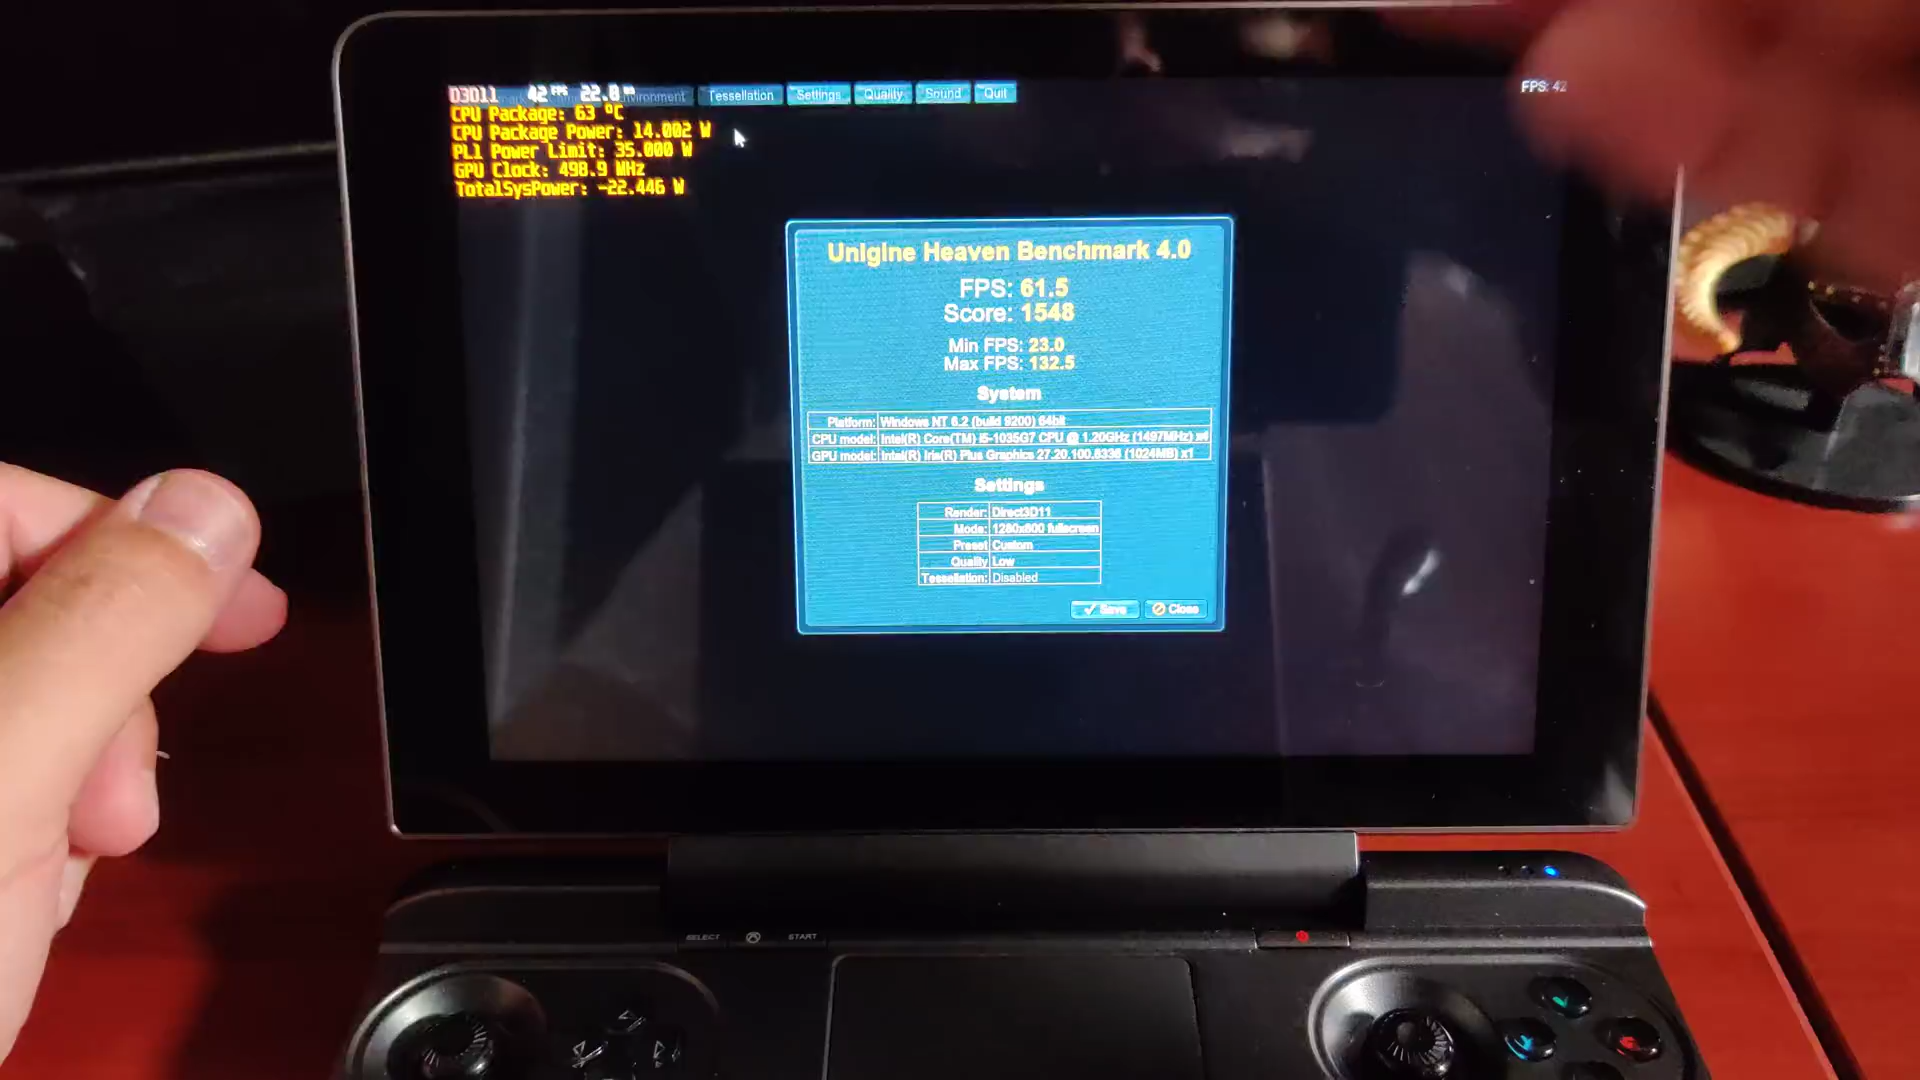 D3D11 42 FPS 22.0 ms
Tessellation Settings Quality Sound Quit
FPS: 42
CPU Package: 63 °C
CPU Package Power: 14.002 W
PL1 Power Limit: 35.000 W
GPU Clock: 498.9 MHz
TotalSysPower: -22.446 W
Unigine Heaven Benchmark 4.0
FPS: 61.5
Score: 1548
Min FPS: 23.0
Max FPS: 132.5
System
Platform: Windows NT 6.2 (build 9200) 64bit
CPU model: Intel(R) Core(TM) i5-1035G7 CPU @ 1.20GHz (1497MHz) x4
GPU model: Intel(R) Iris(R) Plus Graphics 27.20.100.8336 (1024MB) x1
Settings
Render: Direct3D11
Mode: 1280x800 fullscreen
Preset Custom
Quality Low
Tessellation: Disabled
Save Close
SELECT START